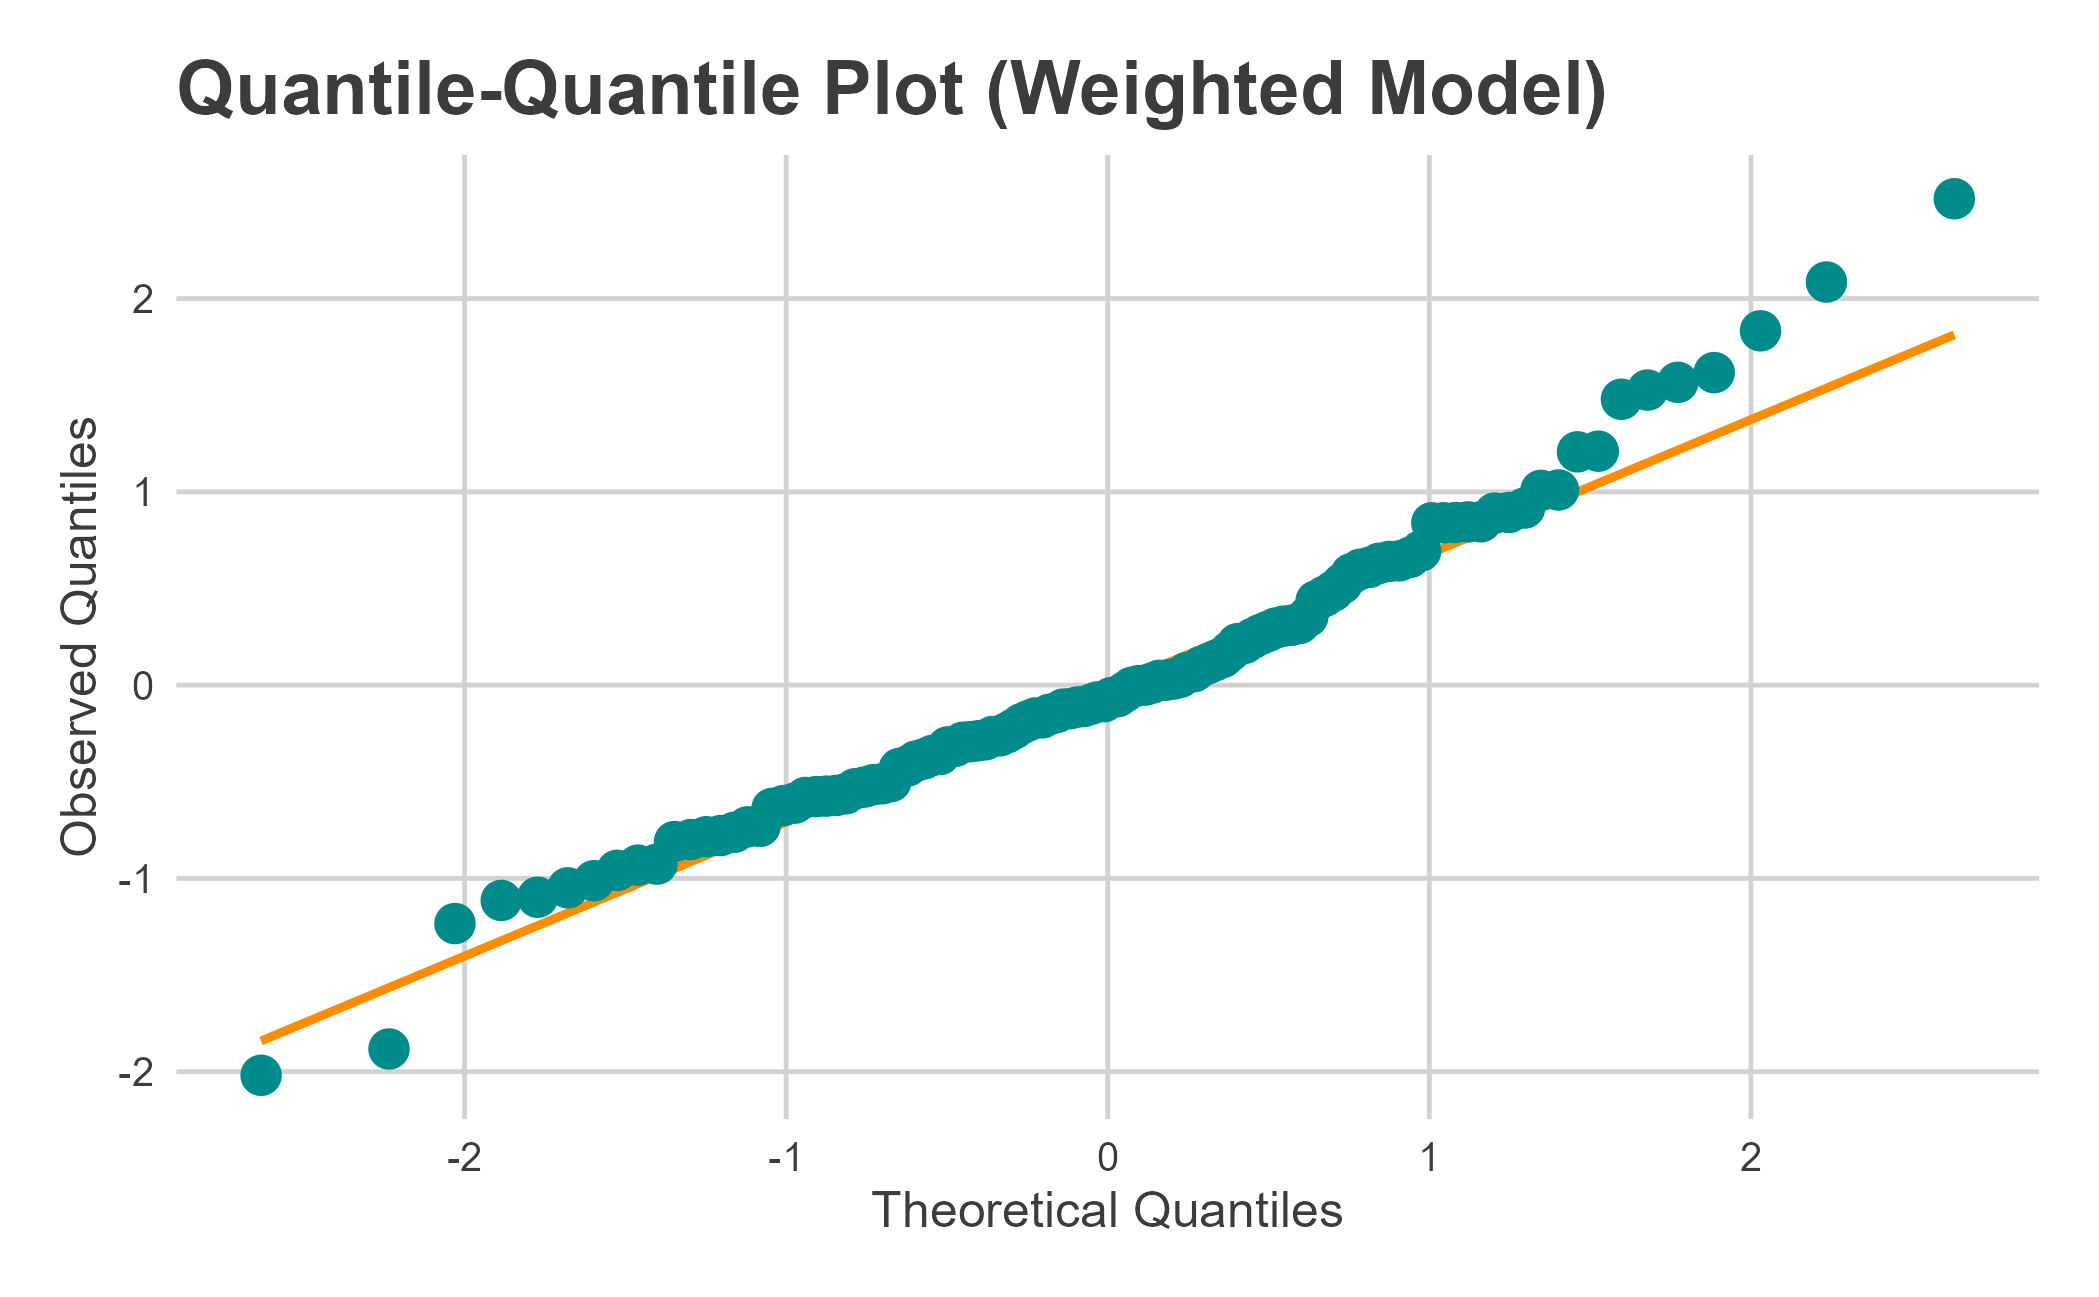 Quantile-Quantile Plot (Weighted Model)
Observed Quantiles
2
1
0
-1
-2
-2 -1 0 1 2
Theoretical Quantiles